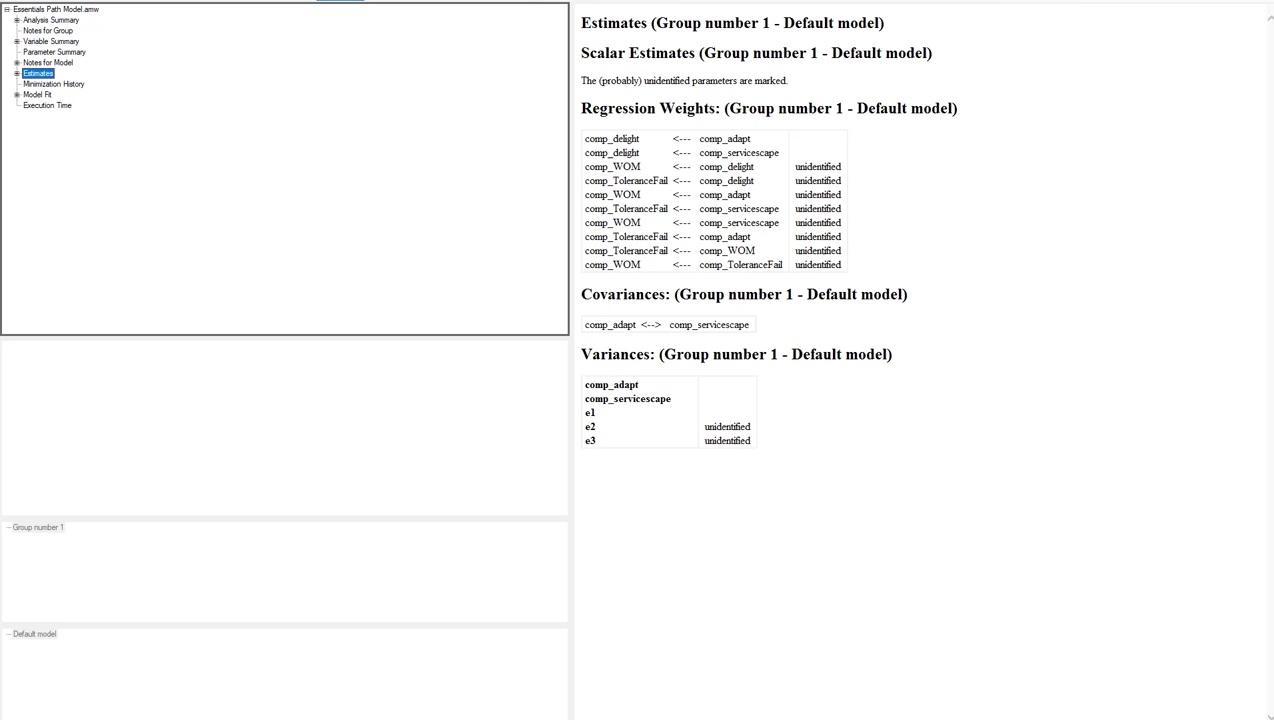 Essentials Path Model.amw
Analysis Summary
Notes for Group
Variable Summary
Parameter Summary
Notes for Model
Estimates
Minimization History
Model Fit
Execution Time
Group number 1
Default model
Estimates (Group number 1 - Default model)
Scalar Estimates (Group number 1 - Default model)
The (probably) unidentified parameters are marked.
Regression Weights: (Group number 1 - Default model)
comp_delight <--- comp_adapt
comp_delight <--- comp_servicescape
comp_WOM <--- comp_delight unidentified
comp_ToleranceFail <--- comp_delight unidentified
comp_WOM <--- comp_adapt unidentified
comp_ToleranceFail <--- comp_servicescape unidentified
comp_WOM <--- comp_servicescape unidentified
comp_ToleranceFail <--- comp_adapt unidentified
comp_ToleranceFail <--- comp_WOM unidentified
comp_WOM <--- comp_ToleranceFail unidentified
Covariances: (Group number 1 - Default model)
comp_adapt <--> comp_servicescape
Variances: (Group number 1 - Default model)
comp_adapt
comp_servicescape
e1
e2 unidentified
e3 unidentified